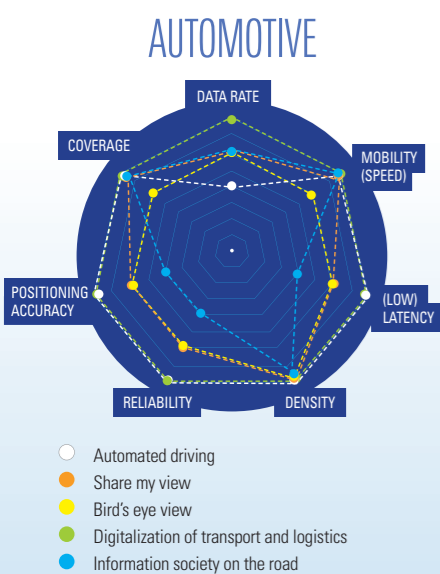 AUTOMOTIVE
DATA RATE
COVERAGE
MOBILITY
(SPEED)
POSITIONING
ACCURACY
(LOW)
LATENCY
RELIABILITY
DENSITY
Automated driving
Share my view
Bird's eye view
Digitalization of transport and logistics
Information society on the road